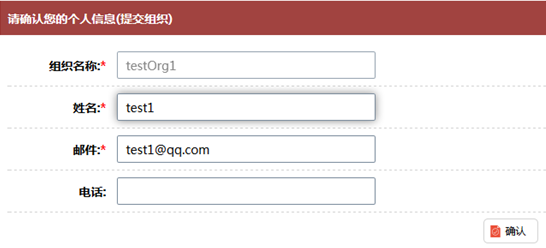 请确认您的个人信息(提交组织)
组织名称:* testOrg1
姓名:* test1
邮件:* test1@qq.com
电话:
确认